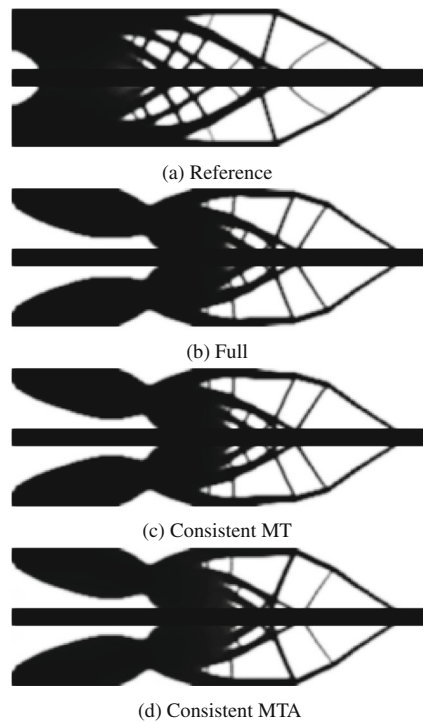 (a) Reference
(b) Full
(c) Consistent MT
(d) Consistent MTA